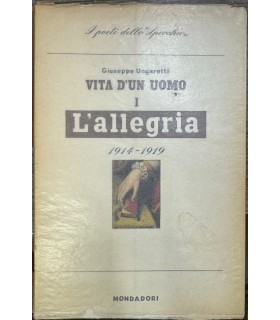 I poeti dello "Specchio"
Giuseppe Ungaretti
VITA D'UN UOMO
I
L'allegria
1914-1919
MONDADORI